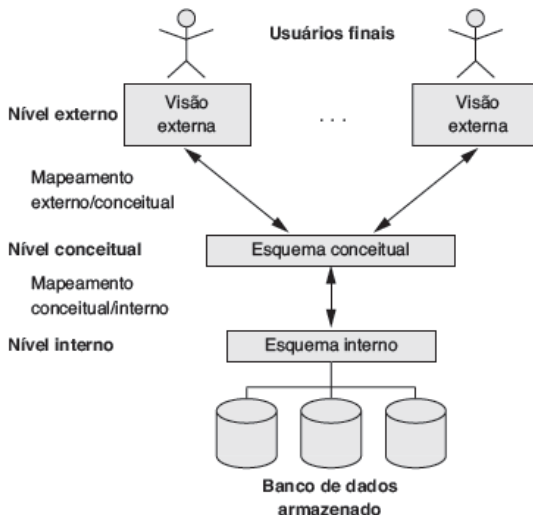 Usuários finais
Nível externo
Visão
externa
. . .
Visão
externa
Mapeamento
externo/conceitual
Nível conceitual
Esquema conceitual
Mapeamento
conceitual/interno
Nível interno
Esquema interno
Banco de dados
armazenado